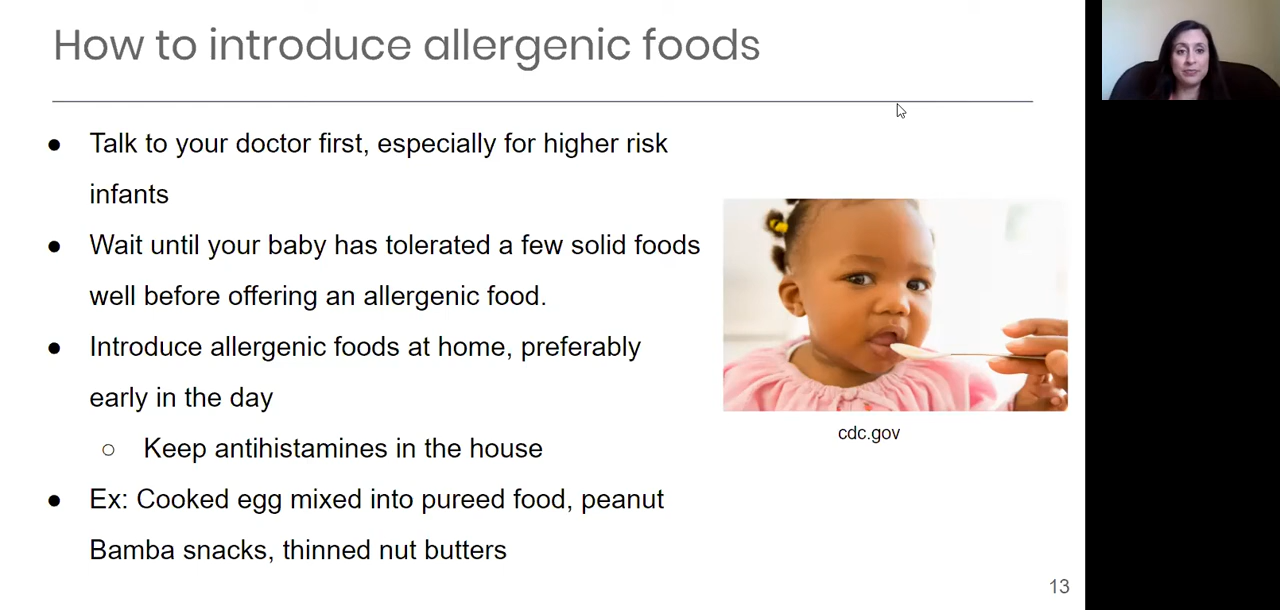 How to introduce allergenic foods
● Talk to your doctor first, especially for higher risk
infants
● Wait until your baby has tolerated a few solid foods
well before offering an allergenic food.
● Introduce allergenic foods at home, preferably
early in the day
○ Keep antihistamines in the house
● Ex: Cooked egg mixed into pureed food, peanut
Bamba snacks, thinned nut butters
cdc.gov
13